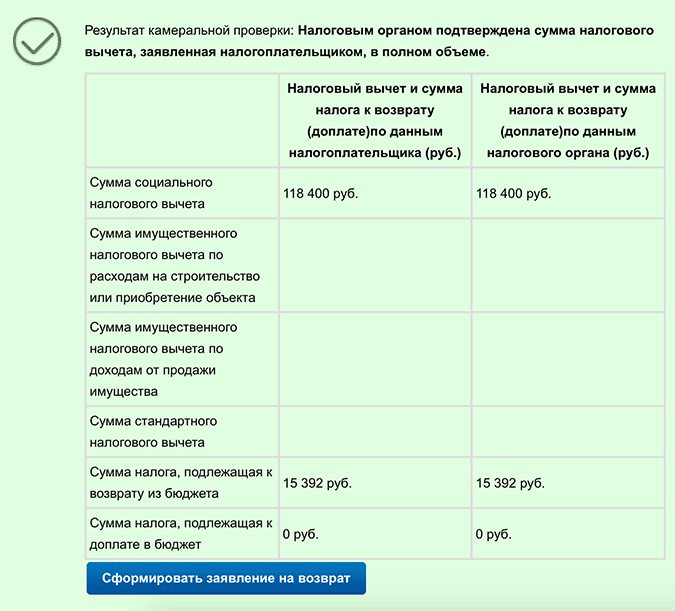 Результат камеральной проверки: Налоговым органом подтверждена сумма налогового
вычета, заявленная налогоплательщиком, в полном объеме.
Налоговый вычет и сумма
налога к возврату
(доплате)по данным
налогоплательщика (руб.)
Налоговый вычет и сумма
налога к возврату
(доплате)по данным
налогового органа (руб.)
Сумма социального
налогового вычета
118 400 руб.
118 400 руб.
Сумма имущественного
налогового вычета по
расходам на строительство
или приобретение объекта
Сумма имущественного
налогового вычета по
доходам от продажи
имущества
Сумма стандартного
налогового вычета
Сумма налога, подлежащая к
возврату из бюджета
15 392 руб.
15 392 руб.
Сумма налога, подлежащая к
доплате в бюджет
0 руб.
0 руб.
Сформировать заявление на возврат